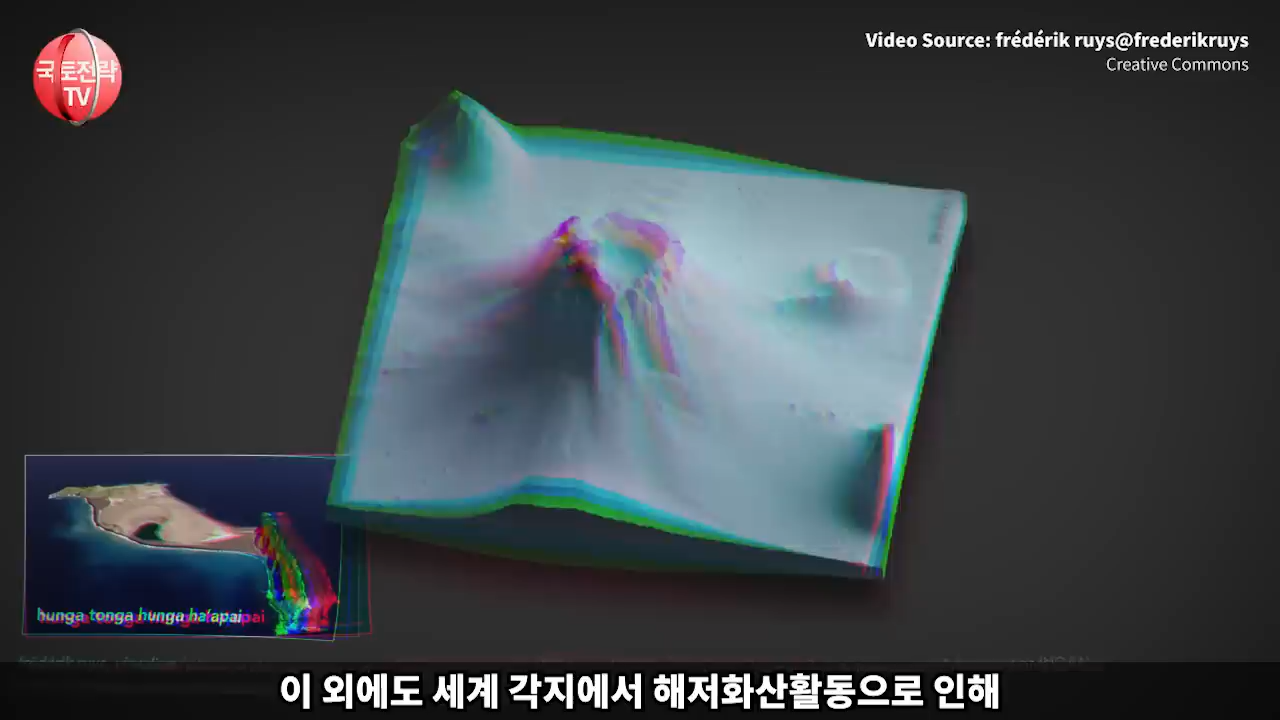 국토전략
TV
Video Source: frédérik ruys@frederikruys
Creative Commons
hunga tonga hunga ha'apai
이 외에도 세계 각지에서 해저화산활동으로 인해